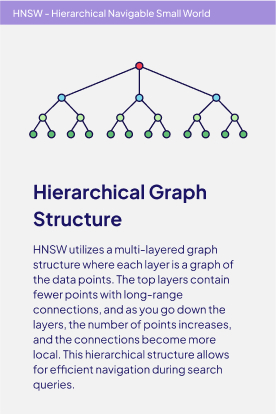 HNSW - Hierarchical Navigable Small World
Hierarchical Graph
Structure
HNSW utilizes a multi-layered graph
structure where each layer is a graph of
the data points. The top layers contain
fewer points with long-range
connections, and as you go down the
layers, the number of points increases,
and the connections become more
local. This hierarchical structure allows
for efficient navigation during search
queries.